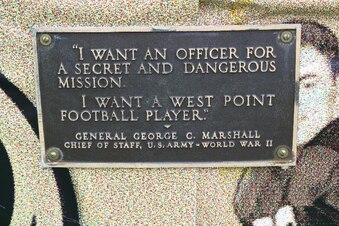 "I WANT AN OFFICER FOR
A SECRET AND DANGEROUS
MISSION.
I WANT A WEST POINT
FOOTBALL PLAYER."
GENERAL GEORGE C. MARSHALL
CHIEF OF STAFF, U.S. ARMY - WORLD WAR II